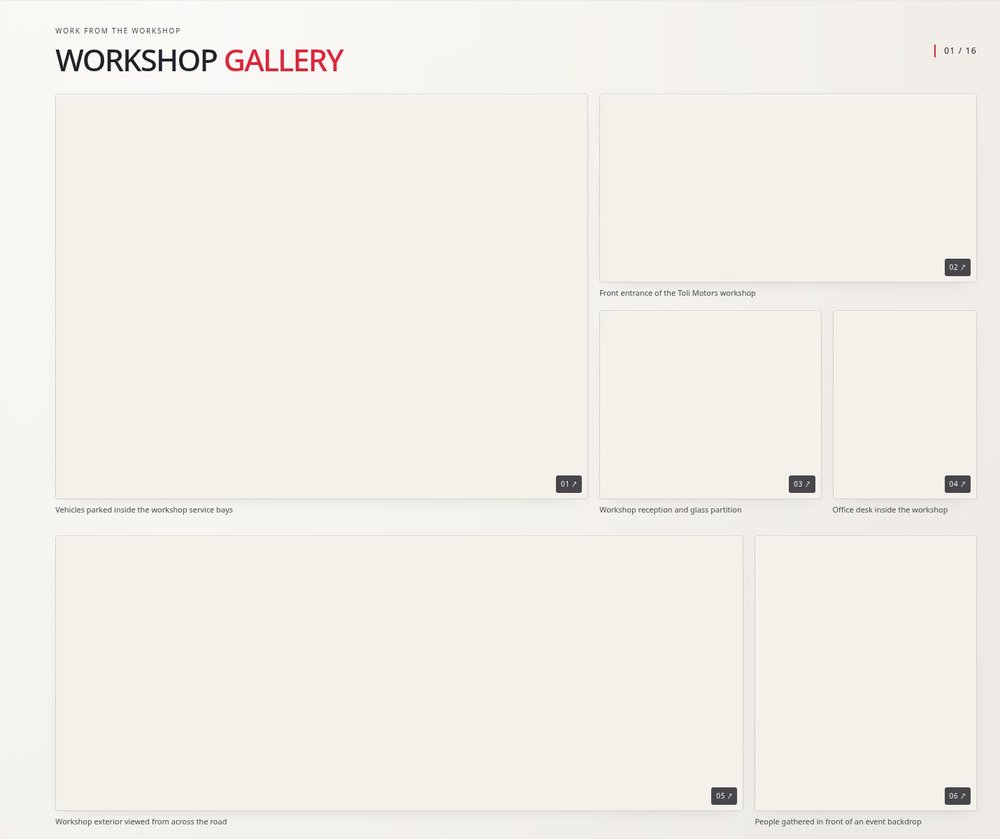 WORK FROM THE WORKSHOP
WORKSHOP GALLERY
01 / 16
01 ↗
Vehicles parked inside the workshop service bays
02 ↗
Front entrance of the Toli Motors workshop
03 ↗
Workshop reception and glass partition
04 ↗
Office desk inside the workshop
05 ↗
Workshop exterior viewed from across the road
06 ↗
People gathered in front of an event backdrop